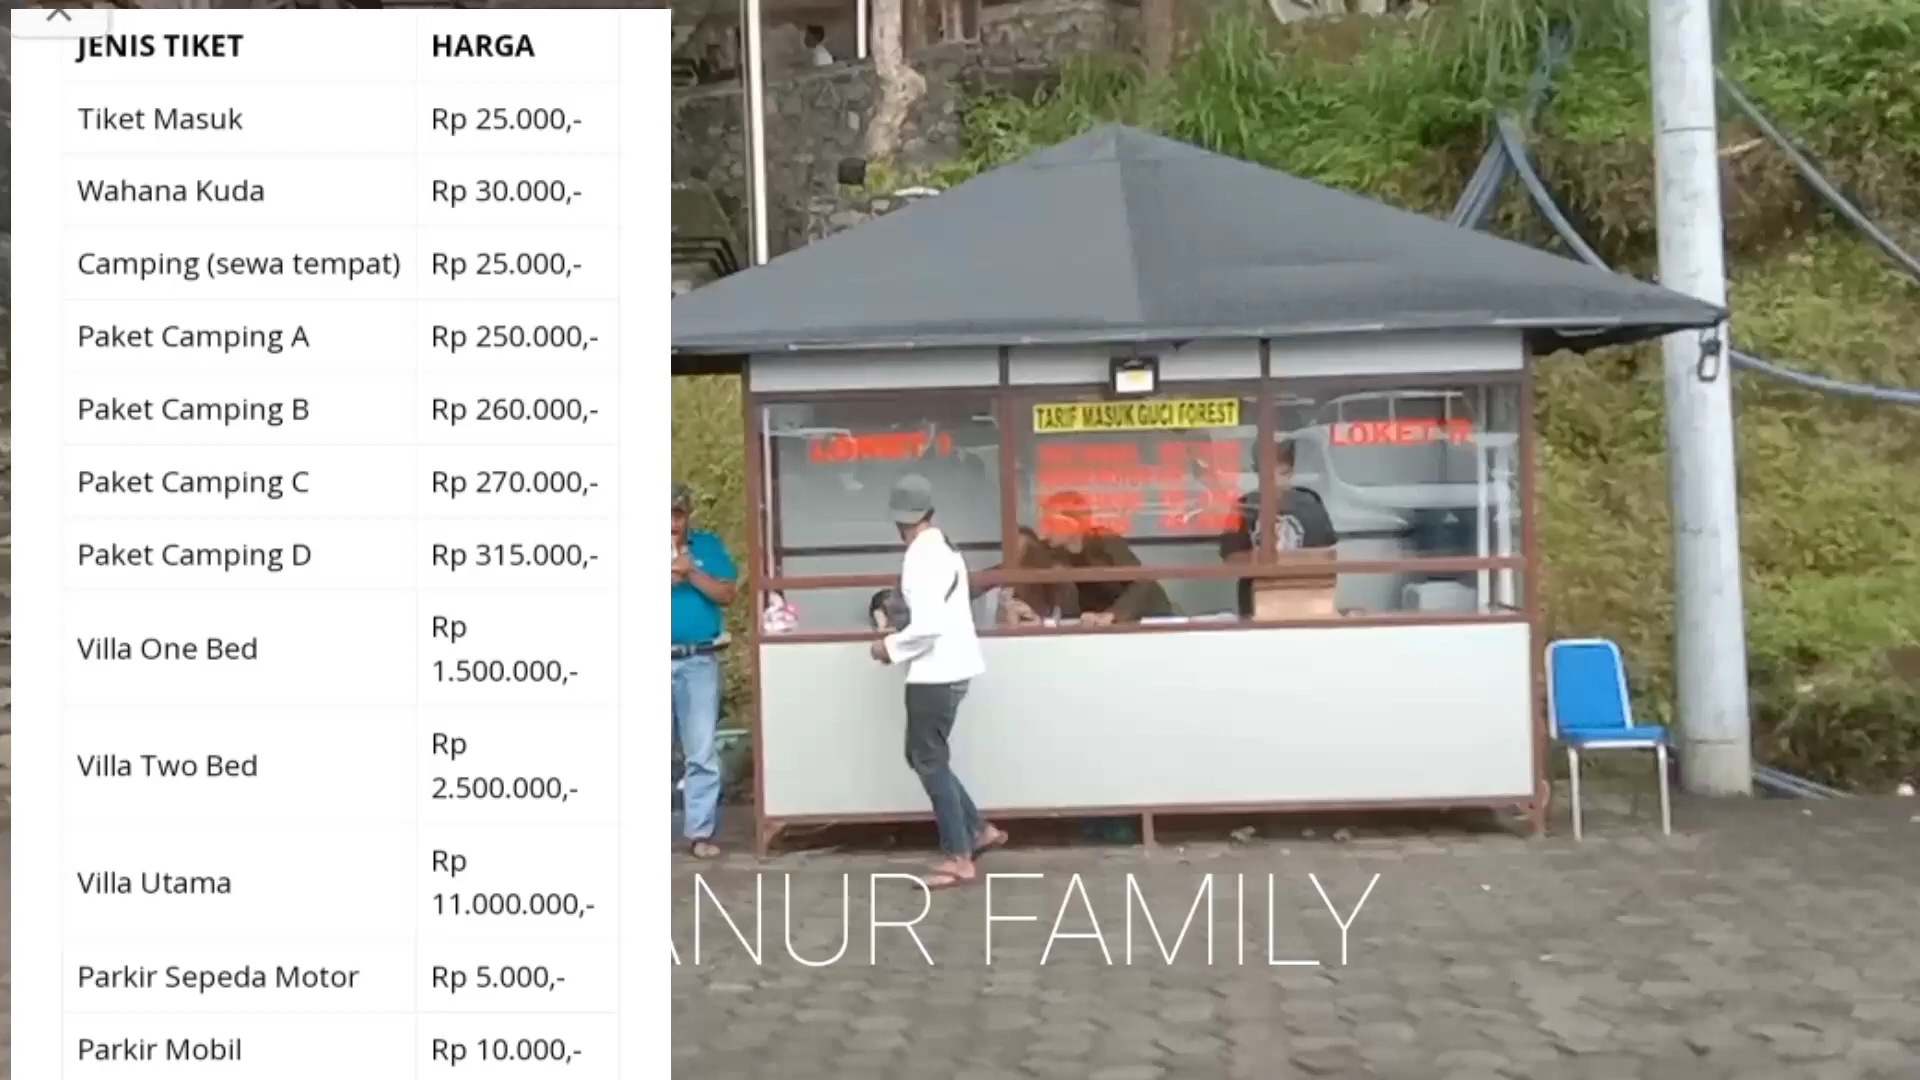 JENIS TIKET HARGA
Tiket Masuk Rp 25.000,-
Wahana Kuda Rp 30.000,-
Camping (sewa tempat) Rp 25.000,-
Paket Camping A Rp 250.000,-
Paket Camping B Rp 260.000,-
Paket Camping C Rp 270.000,-
Paket Camping D Rp 315.000,-
Villa One Bed Rp
1.500.000,-
Villa Two Bed Rp
2.500.000,-
Villa Utama Rp
11.000.000,-
Parkir Sepeda Motor Rp 5.000,-
Parkir Mobil Rp 10.000,-
TARIF MASUK GUCI FOREST
LOKET I
LOKET II
ANUR FAMILY